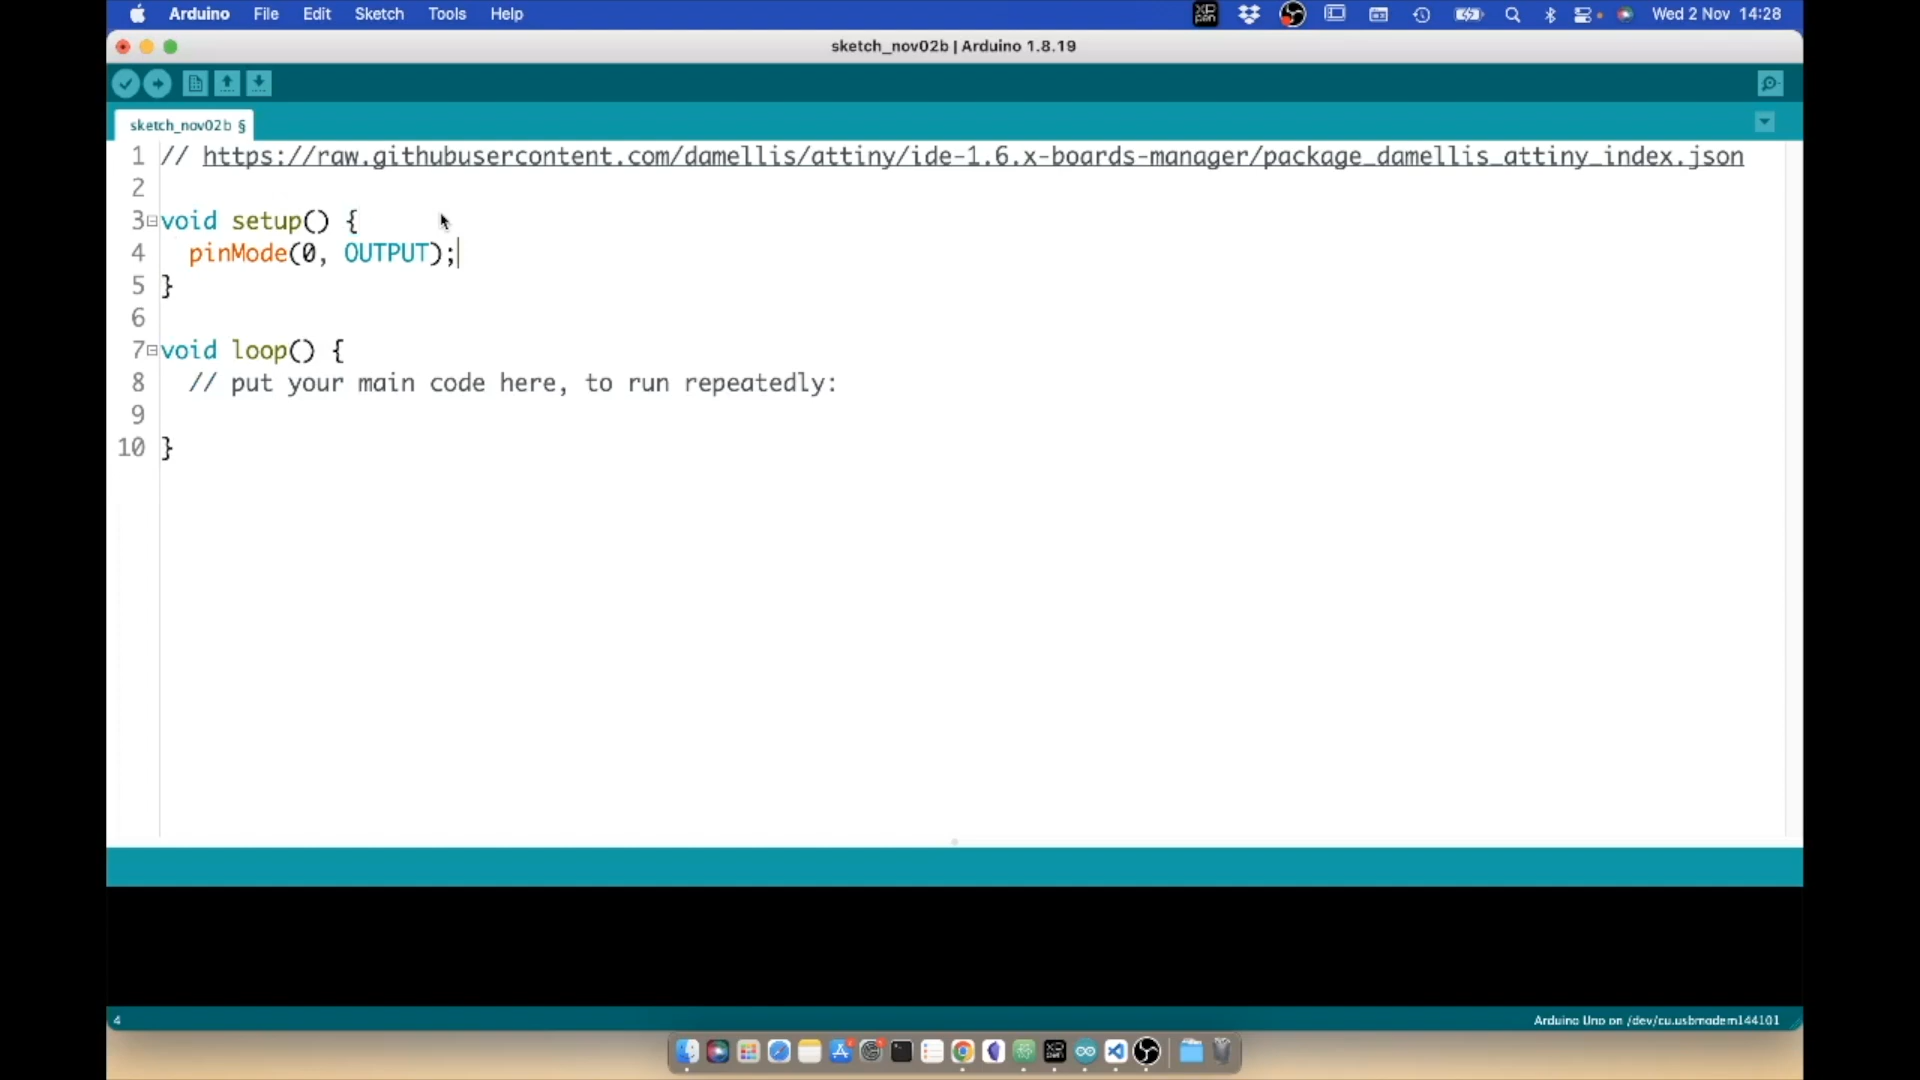 Arduino File Edit Sketch Tools Help Wed 2 Nov 14:28
sketch_nov02b | Arduino 1.8.19
sketch_nov02b §
1 // https://raw.githubusercontent.com/damellis/attiny/ide-1.6.x-boards-manager/package_damellis_attiny_index.json
2
3 void setup() {
4 pinMode(0, OUTPUT);
5 }
6
7 void loop() {
8 // put your main code here, to run repeatedly:
9
10 }
4 Arduino Uno on /dev/cu.usbmodem144101